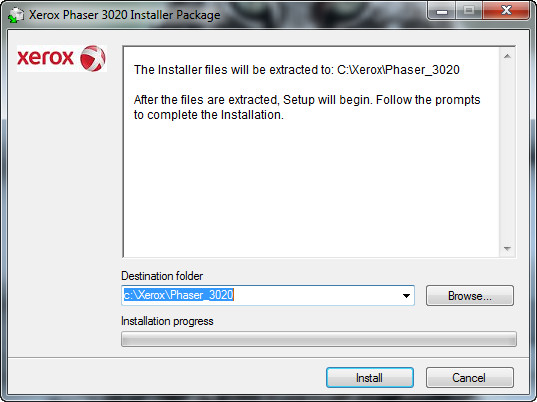 Xerox Phaser 3020 Installer Package
xerox
The Installer files will be extracted to: C:\Xerox\Phaser_3020
After the files are extracted, Setup will begin. Follow the prompts
to complete the Installation.
Destination folder
c:\Xerox\Phaser_3020
Browse...
Installation progress
Install
Cancel